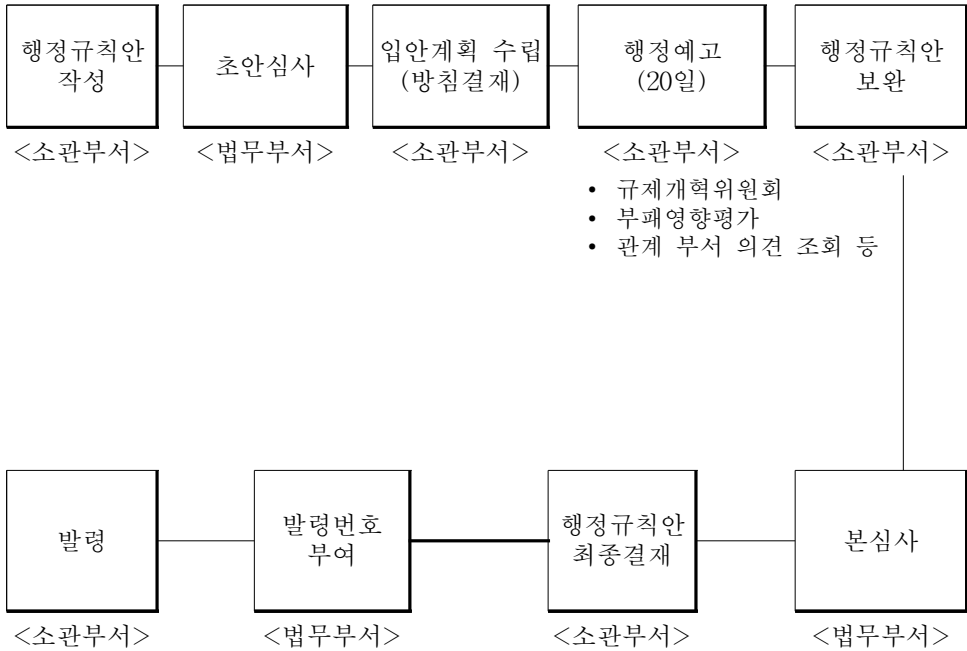 행정규칙안
작성
초안심사
입안계획 수립
(방침결재)
행정예고
(20일)
행정규칙안
보완
<소관부서>
<법무부서>
<소관부서>
<소관부서>
<소관부서>
• 규제개혁위원회
• 부패영향평가
• 관계 부서 의견 조회 등
발령
발령번호
부여
행정규칙안
최종결재
본심사
<소관부서>
<법무부서>
<소관부서>
<법무부서>